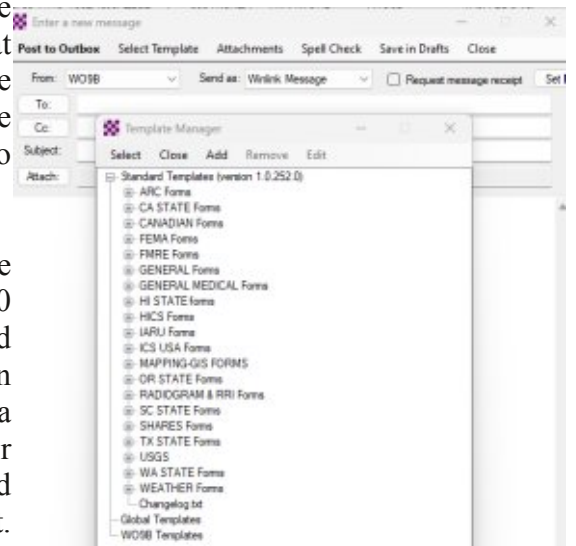 Enter a new message
Post to Outbox Select Template Attachments Spell Check Save in Drafts Close
From: WO9B Send as: Winlink Message Request message receipt Set
To:
Cc:
Subject:
Attach:
Template Manager
Select Close Add Remove Edit
Standard Templates (version 1.0.252.0)
ARC Forms
CA STATE Forms
CANADIAN Forms
FEMA Forms
FMRE Forms
GENERAL Forms
GENERAL MEDICAL Forms
HI STATE forms
HICS Forms
IARU Forms
ICS USA Forms
MAPPING-GIS FORMS
OR STATE Forms
RADIOGRAM & RRI Forms
SC STATE Forms
SHARES Forms
TX STATE Forms
USGS
WA STATE Forms
WEATHER Forms
Changelog.txt
Global Templates
WO9B Templates